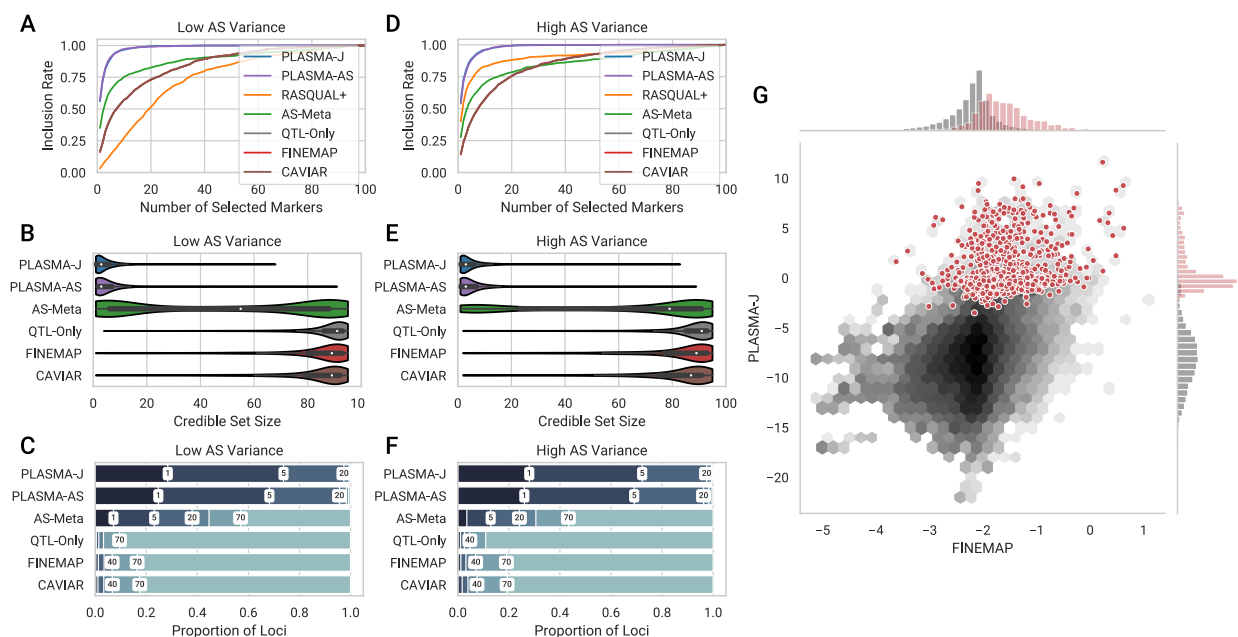 A
Low AS Variance
Inclusion Rate
1.00
0.75
0.50
0.25
0.00
PLASMA-J
PLASMA-AS
RASQUAL+
AS-Meta
QTL-Only
FINEMAP
CAVIAR
0 20 40 60 80 100
Number of Selected Markers
D
High AS Variance
Inclusion Rate
1.00
0.75
0.50
0.25
0.00
PLASMA-J
PLASMA-AS
RASQUAL+
AS-Meta
QTL-Only
FINEMAP
CAVIAR
0 20 40 60 80 100
Number of Selected Markers
B
Low AS Variance
PLASMA-J
PLASMA-AS
AS-Meta
QTL-Only
FINEMAP
CAVIAR
0 20 40 60 80 100
Credible Set Size
E
High AS Variance
PLASMA-J
PLASMA-AS
AS-Meta
QTL-Only
FINEMAP
CAVIAR
0 20 40 60 80 100
Credible Set Size
C
Low AS Variance
PLASMA-J 1 5 20
PLASMA-AS 1 5 20
AS-Meta 1 5 20 70
QTL-Only 70
FINEMAP 40 70
CAVIAR 40 70
0.0 0.2 0.4 0.6 0.8 1.0
Proportion of Loci
F
High AS Variance
PLASMA-J 1 5 20
PLASMA-AS 1 5 20
AS-Meta 5 20 70
QTL-Only 40
FINEMAP 40 70
CAVIAR 40 70
0.0 0.2 0.4 0.6 0.8 1.0
Proportion of Loci
G
PLASMA-J
10
5
0
−5
−10
−15
−20
−5 −4 −3 −2 −1 0 1
FINEMAP